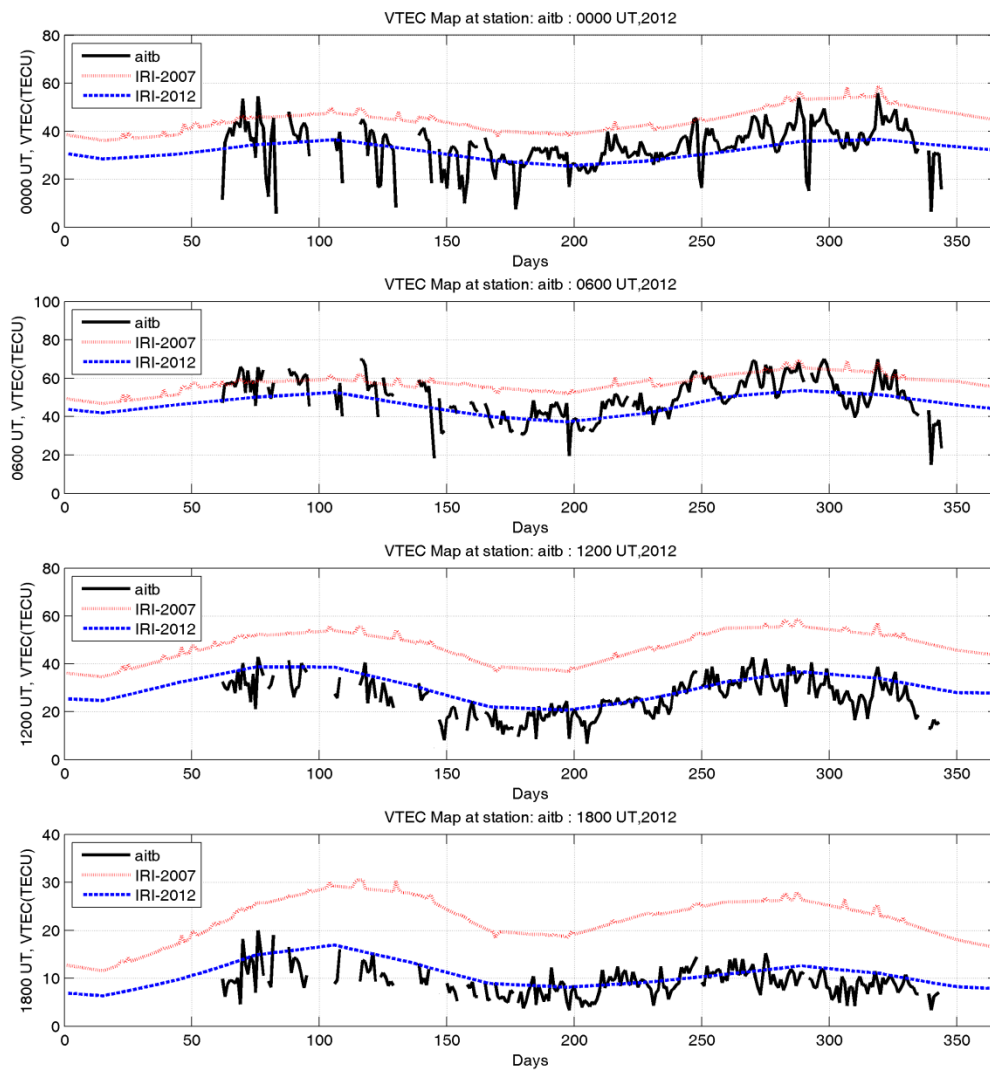 VTEC Map at station: aitb : 0000 UT,2012
0000 UT, VTEC(TECU)
80
60
40
20
0
aitb
IRI-2007
IRI-2012
0 50 100 150 200 250 300 350
Days
VTEC Map at station: aitb : 0600 UT,2012
0600 UT, VTEC(TECU)
100
80
60
40
20
0
aitb
IRI-2007
IRI-2012
0 50 100 150 200 250 300 350
Days
VTEC Map at station: aitb : 1200 UT,2012
1200 UT, VTEC(TECU)
80
60
40
20
0
aitb
IRI-2007
IRI-2012
0 50 100 150 200 250 300 350
Days
VTEC Map at station: aitb : 1800 UT,2012
1800 UT, VTEC(TECU)
40
30
20
10
0
aitb
IRI-2007
IRI-2012
0 50 100 150 200 250 300 350
Days